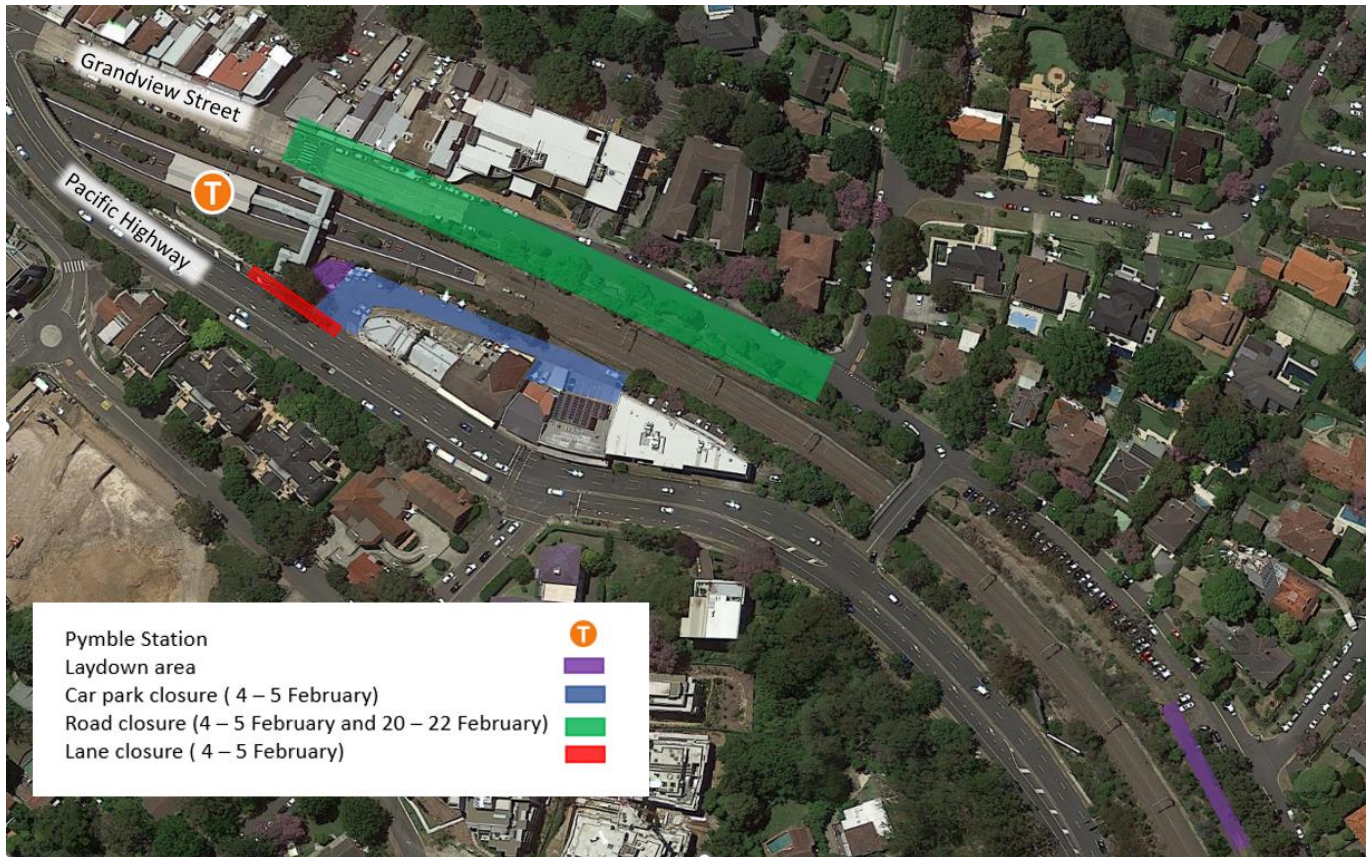 Grandview Street
T
Pacific Highway
Pymble Station T
Laydown area
Car park closure ( 4 – 5 February)
Road closure (4 – 5 February and 20 – 22 February)
Lane closure ( 4 – 5 February)